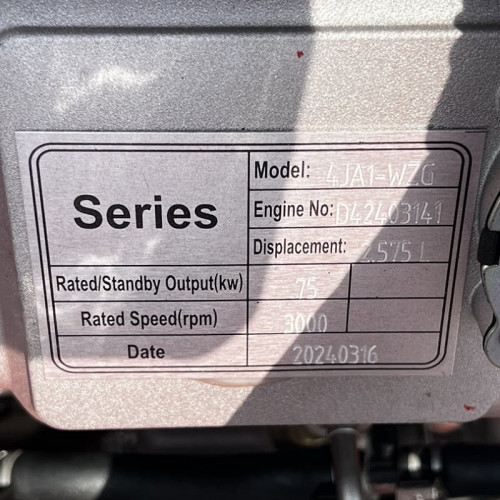 Series
Model: 4JA1-WZG
Engine No: D42403141
Displacement: 2.575 L
Rated/Standby Output(kw) 75
Rated Speed(rpm) 3000
Date 20240316